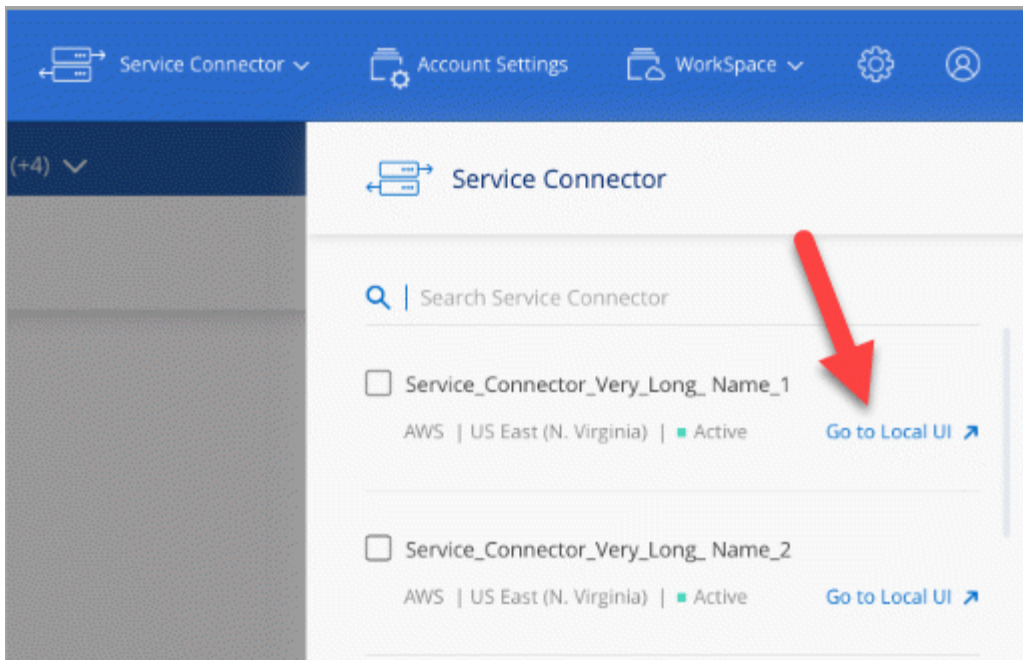 Service Connector
Account Settings
WorkSpace
(+4)
Service Connector
Search Service Connector
Service_Connector_Very_Long_ Name_1
AWS | US East (N. Virginia) | Active
Go to Local UI
Service_Connector_Very_Long_ Name_2
AWS | US East (N. Virginia) | Active
Go to Local UI